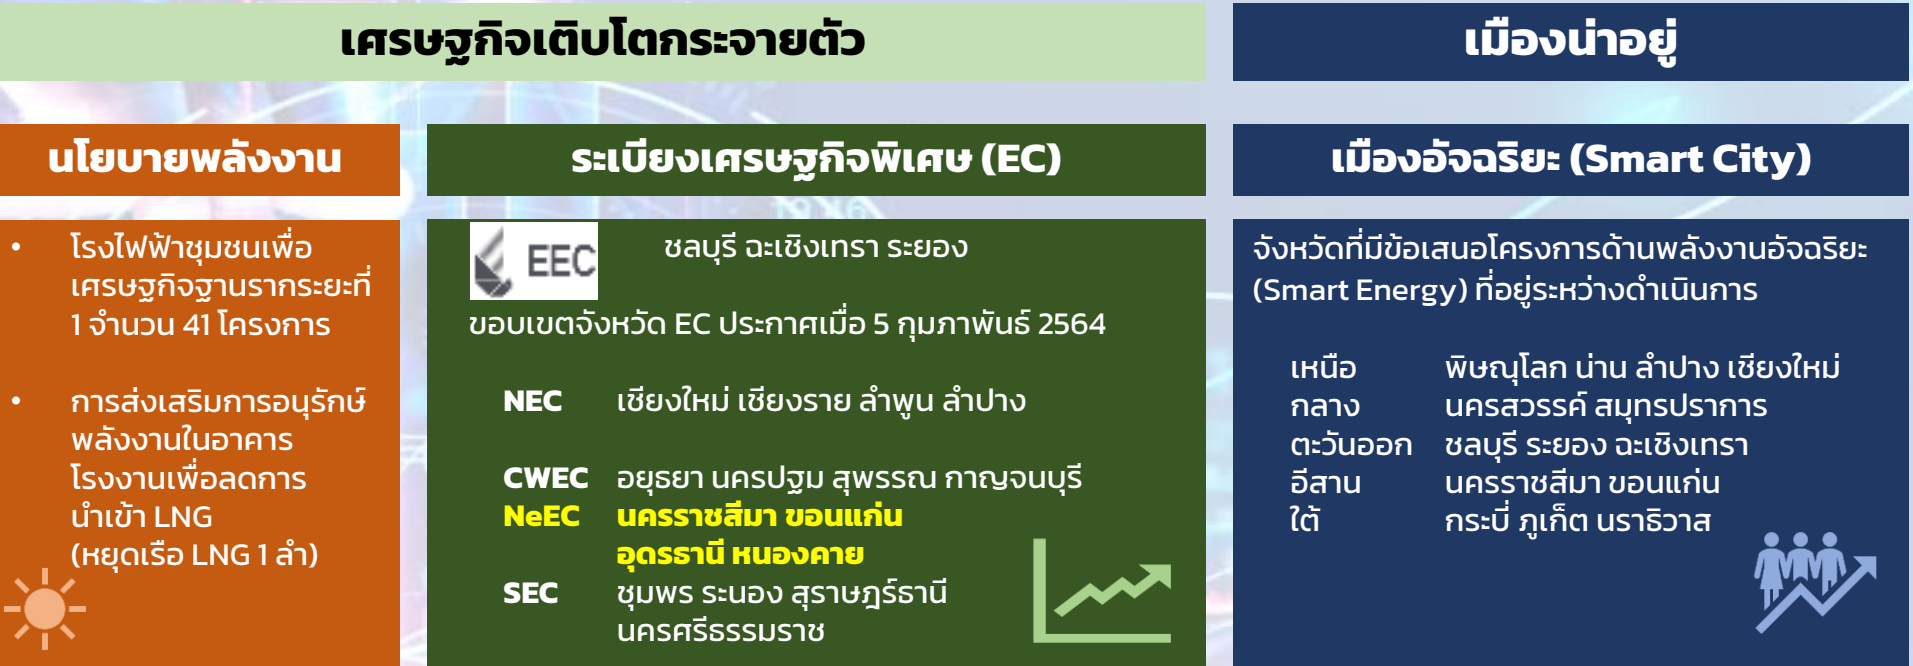 เศรษฐกิจเติบโตกระจายตัว
เมืองน่าอยู่
นโยบายพลังงาน
ระเบียงเศรษฐกิจพิเศษ (EC)
เมืองอัจฉริยะ (Smart City)
• โรงไฟฟ้าชุมชนเพื่อ
เศรษฐกิจฐานรากระยะที่
1 จำนวน 41 โครงการ
• การส่งเสริมการอนุรักษ์
พลังงานในอาคาร
โรงงานเพื่อลดการ
นำเข้า LNG
(หยุดเรือ LNG 1 ลำ)
EEC ชลบุรี ฉะเชิงเทรา ระยอง
ขอบเขตจังหวัด EC ประกาศเมื่อ 5 กุมภาพันธ์ 2564
NEC เชียงใหม่ เชียงราย ลำพูน ลำปาง
CWEC อยุธยา นครปฐม สุพรรณ กาญจนบุรี
NeEC นครราชสีมา ขอนแก่น
อุดรธานี หนองคาย
SEC ชุมพร ระนอง สุราษฎร์ธานี
นครศรีธรรมราช
จังหวัดที่มีข้อเสนอโครงการด้านพลังงานอัจฉริยะ
(Smart Energy) ที่อยู่ระหว่างดำเนินการ
เหนือ พิษณุโลก น่าน ลำปาง เชียงใหม่
กลาง นครสวรรค์ สมุทรปราการ
ตะวันออก ชลบุรี ระยอง ฉะเชิงเทรา
อีสาน นครราชสีมา ขอนแก่น
ใต้ กระบี่ ภูเก็ต นราธิวาส